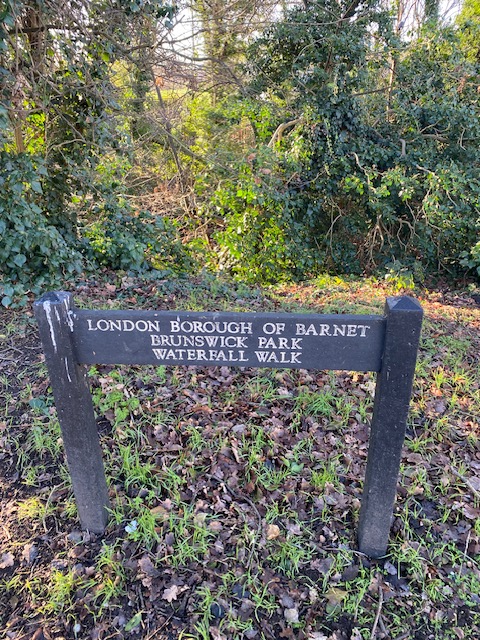 LONDON BOROUGH OF BARNET
BRUNSWICK PARK
WATERFALL WALK